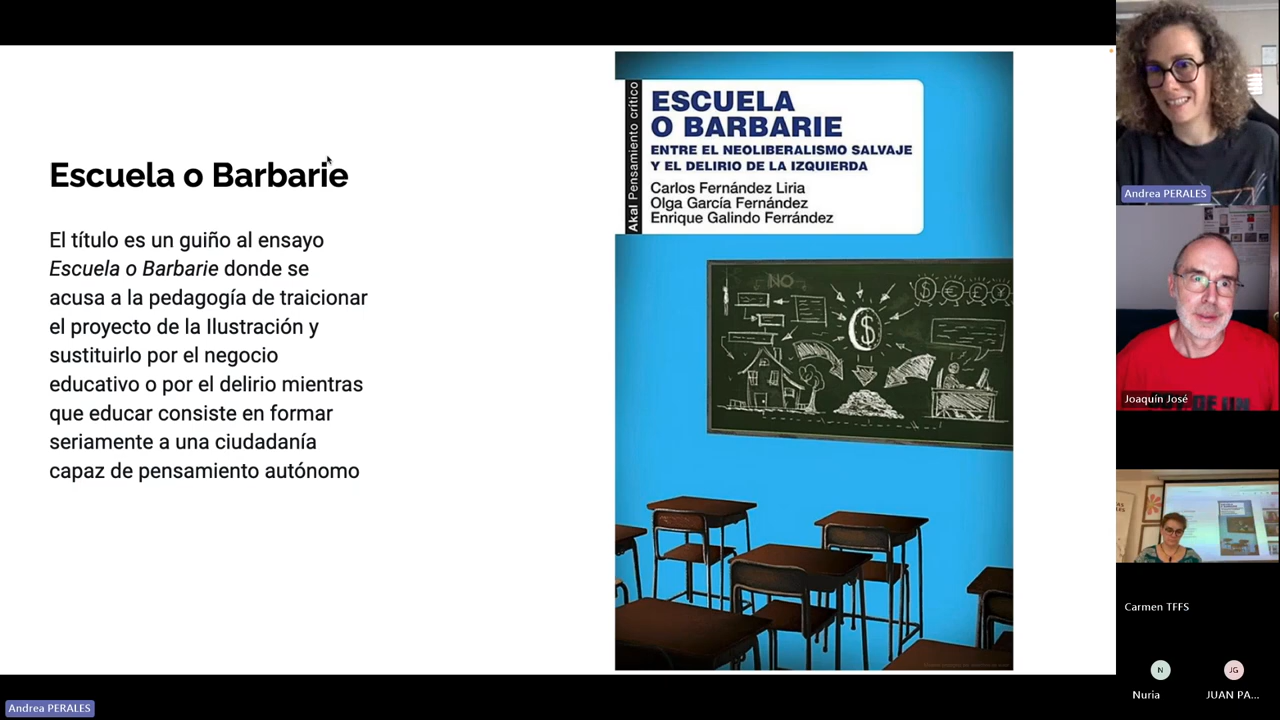 Escuela o Barbarie
El título es un guiño al ensayo
Escuela o Barbarie donde se
acusa a la pedagogía de traicionar
el proyecto de la Ilustración y
sustituirlo por el negocio
educativo o por el delirio mientras
que educar consiste en formar
seriamente a una ciudadanía
capaz de pensamiento autónomo
Akal Pensamiento crítico
ESCUELA
O BARBARIE
ENTRE EL NEOLIBERALISMO SALVAJE
Y EL DELIRIO DE LA IZQUIERDA
Carlos Fernández Liria
Olga García Fernández
Enrique Galindo Ferrández
NO
$ € £ ¥
$
Andrea PERALES
Joaquín José
Carmen TFFS
N
JG
Nuria
JUAN PA...
Andrea PERALES